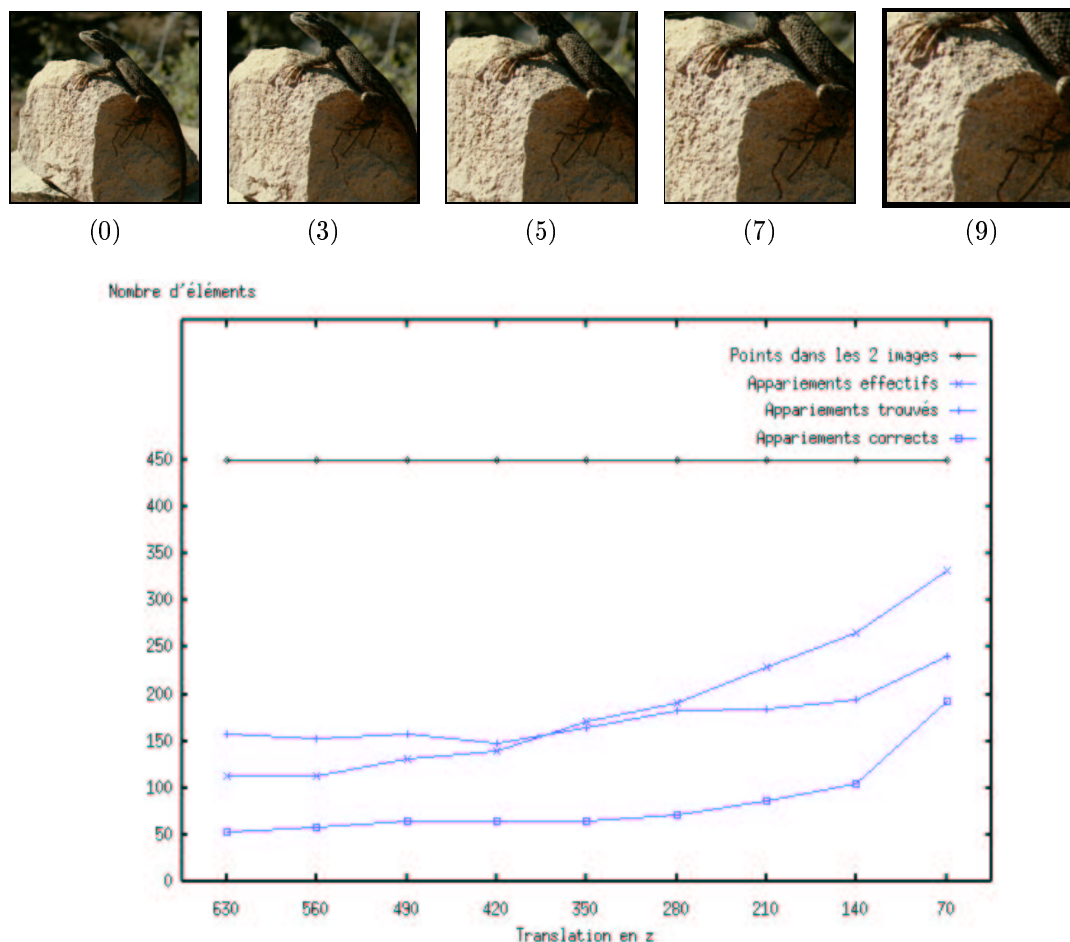 (0) (3) (5) (7) (9)
Nombre d'éléments
Points dans les 2 images
Appariements effectifs
Appariements trouvés
Appariements corrects
450
400
350
300
250
200
150
100
50
0
630 560 490 420 350 280 210 140 70
Translation en z